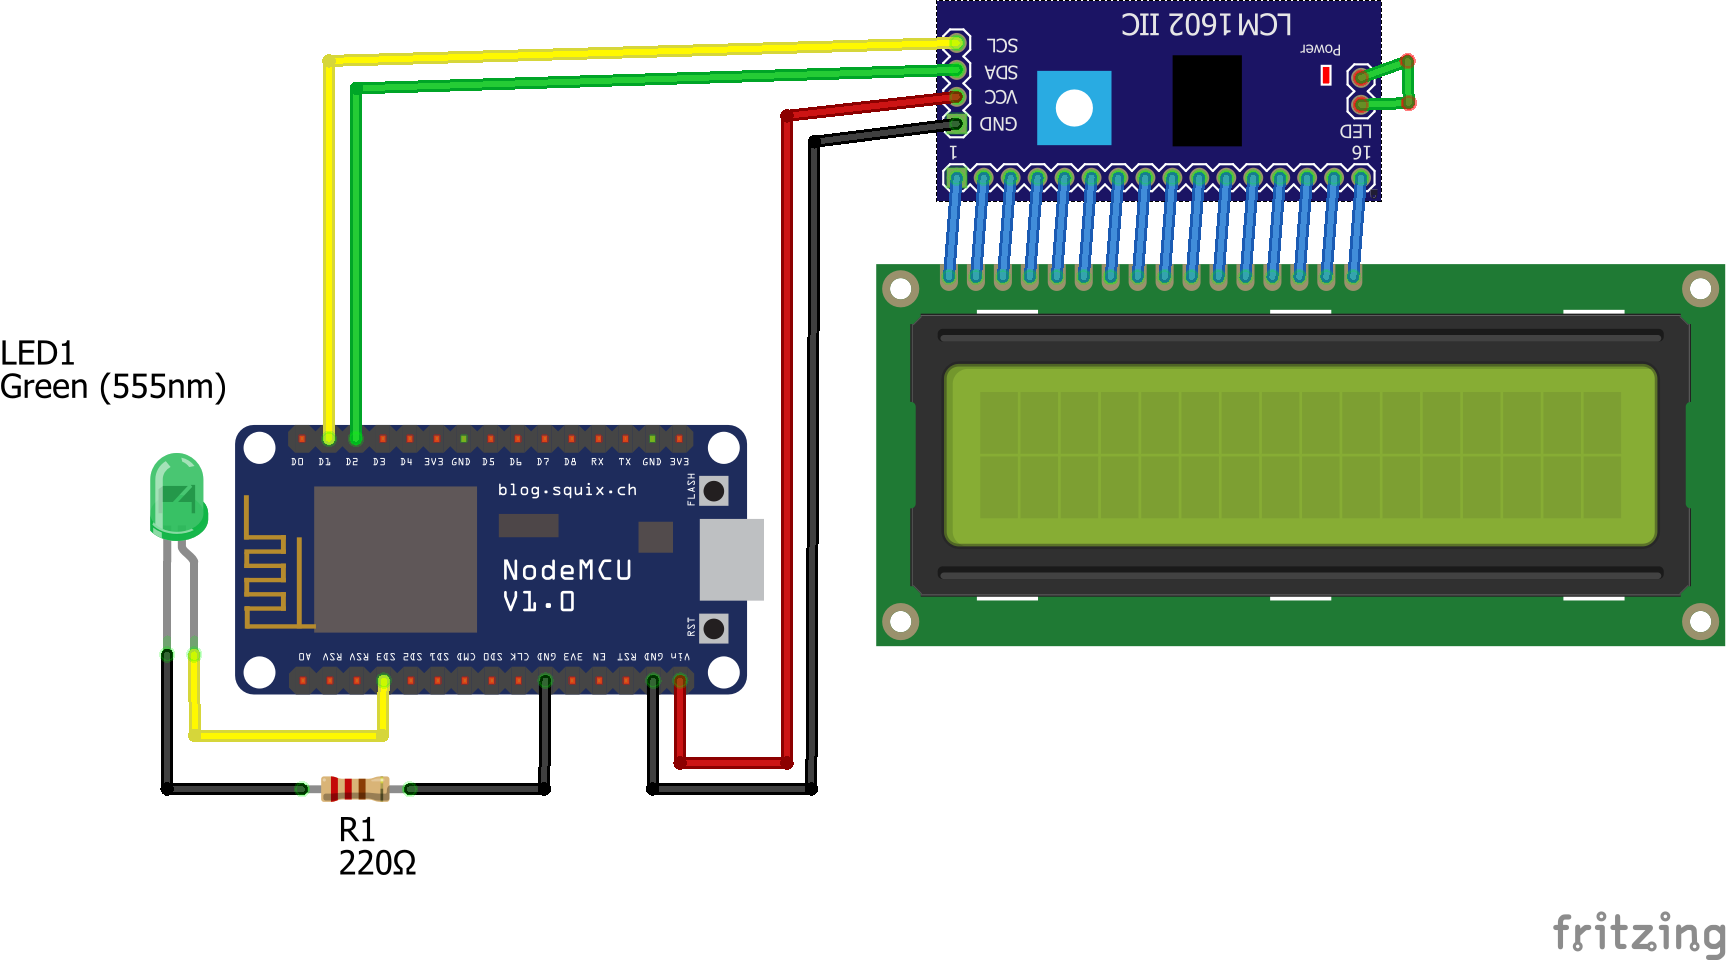 LCM 1602 IIC
SCL
SDA
VCC
GND
Power
LED
1
16
LED1
Green (555nm)
D0 D1 D2 D3 D4 3V3 GND D5 D6 D7 D8 RX TX GND 3V3
blog.squix.ch
FLASH
NodeMCU
V1.0
RST
A0 RSV RSV SD3 SD2 SD1 CMD SD0 CLK GND 3V3 EN RST GND Vin
R1
220Ω
fritzing